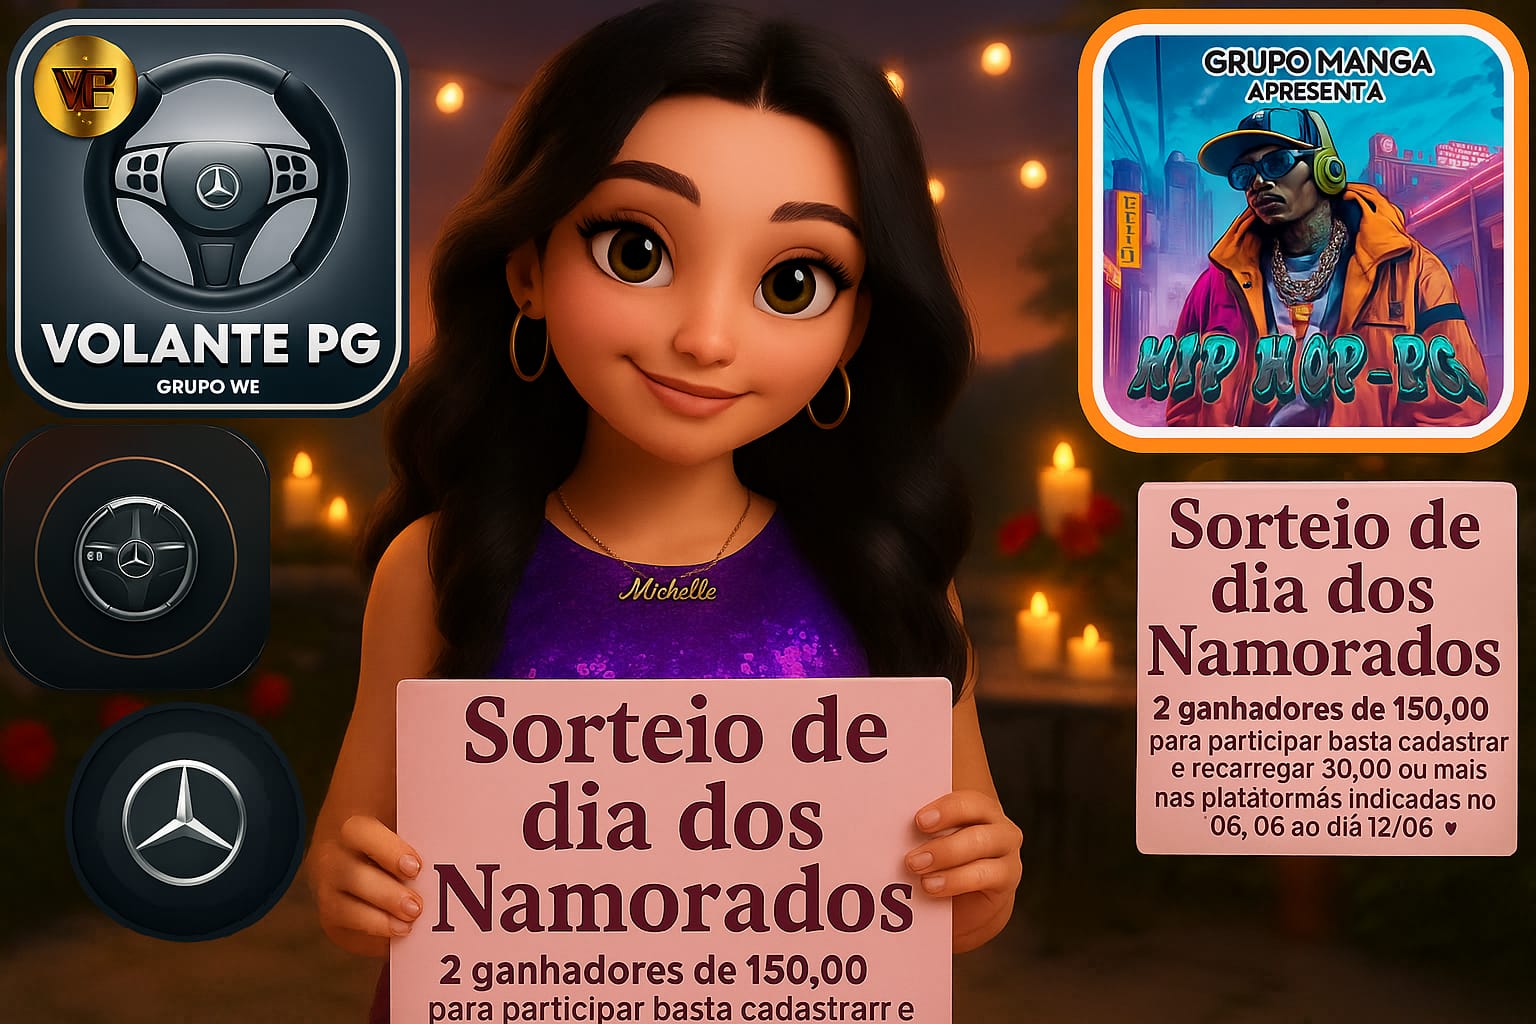 VF
VOLANTE PG
GRUPO WE
GRUPO MANGA
APRESENTA
HIP HOP-PG
Michelle
Sorteio de
dia dos
Namorados
2 ganhadores de 150,00
para participar basta cadastrarr e
Sorteio de
dia dos
Namorados
2 ganhadores de 150,00
para participar basta cadastrar
e recarregar 30,00 ou mais
nas platátormás indicadas no
06, 06 ao diá 12/06 ♥